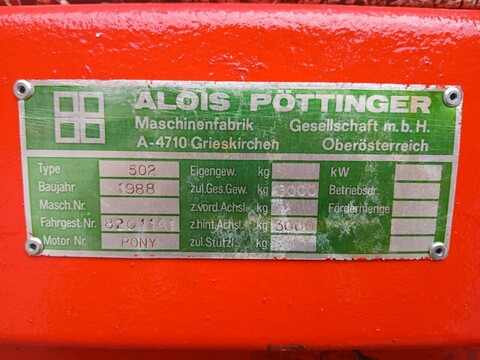 ALOIS PÖTTINGER
Maschinenfabrik Gesellschaft m.b.H.
A-4710 Grieskirchen Oberösterreich
Type 502 Eigengew. kg kW
Baujahr 1988 zul.Ges.Gew. kg Betriebsdr.
Masch.Nr. z.vord.Achsl. kg Fördermenge
Fahrgest.Nr. z.hint.Achsl. kg 3000
Motor Nr. PONY zul.Stützl. kg